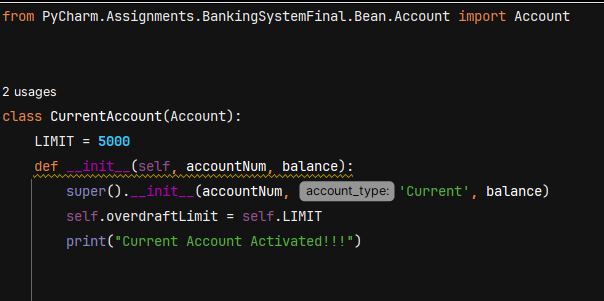 from PyCharm.Assignments.BankingSystemFinal.Bean.Account import Account
2 usages
class CurrentAccount(Account):
LIMIT = 5000
def __init__(self, accountNum, balance):
super().__init__(accountNum, account_type: 'Current', balance)
self.overdraftLimit = self.LIMIT
print("Current Account Activated!!!")